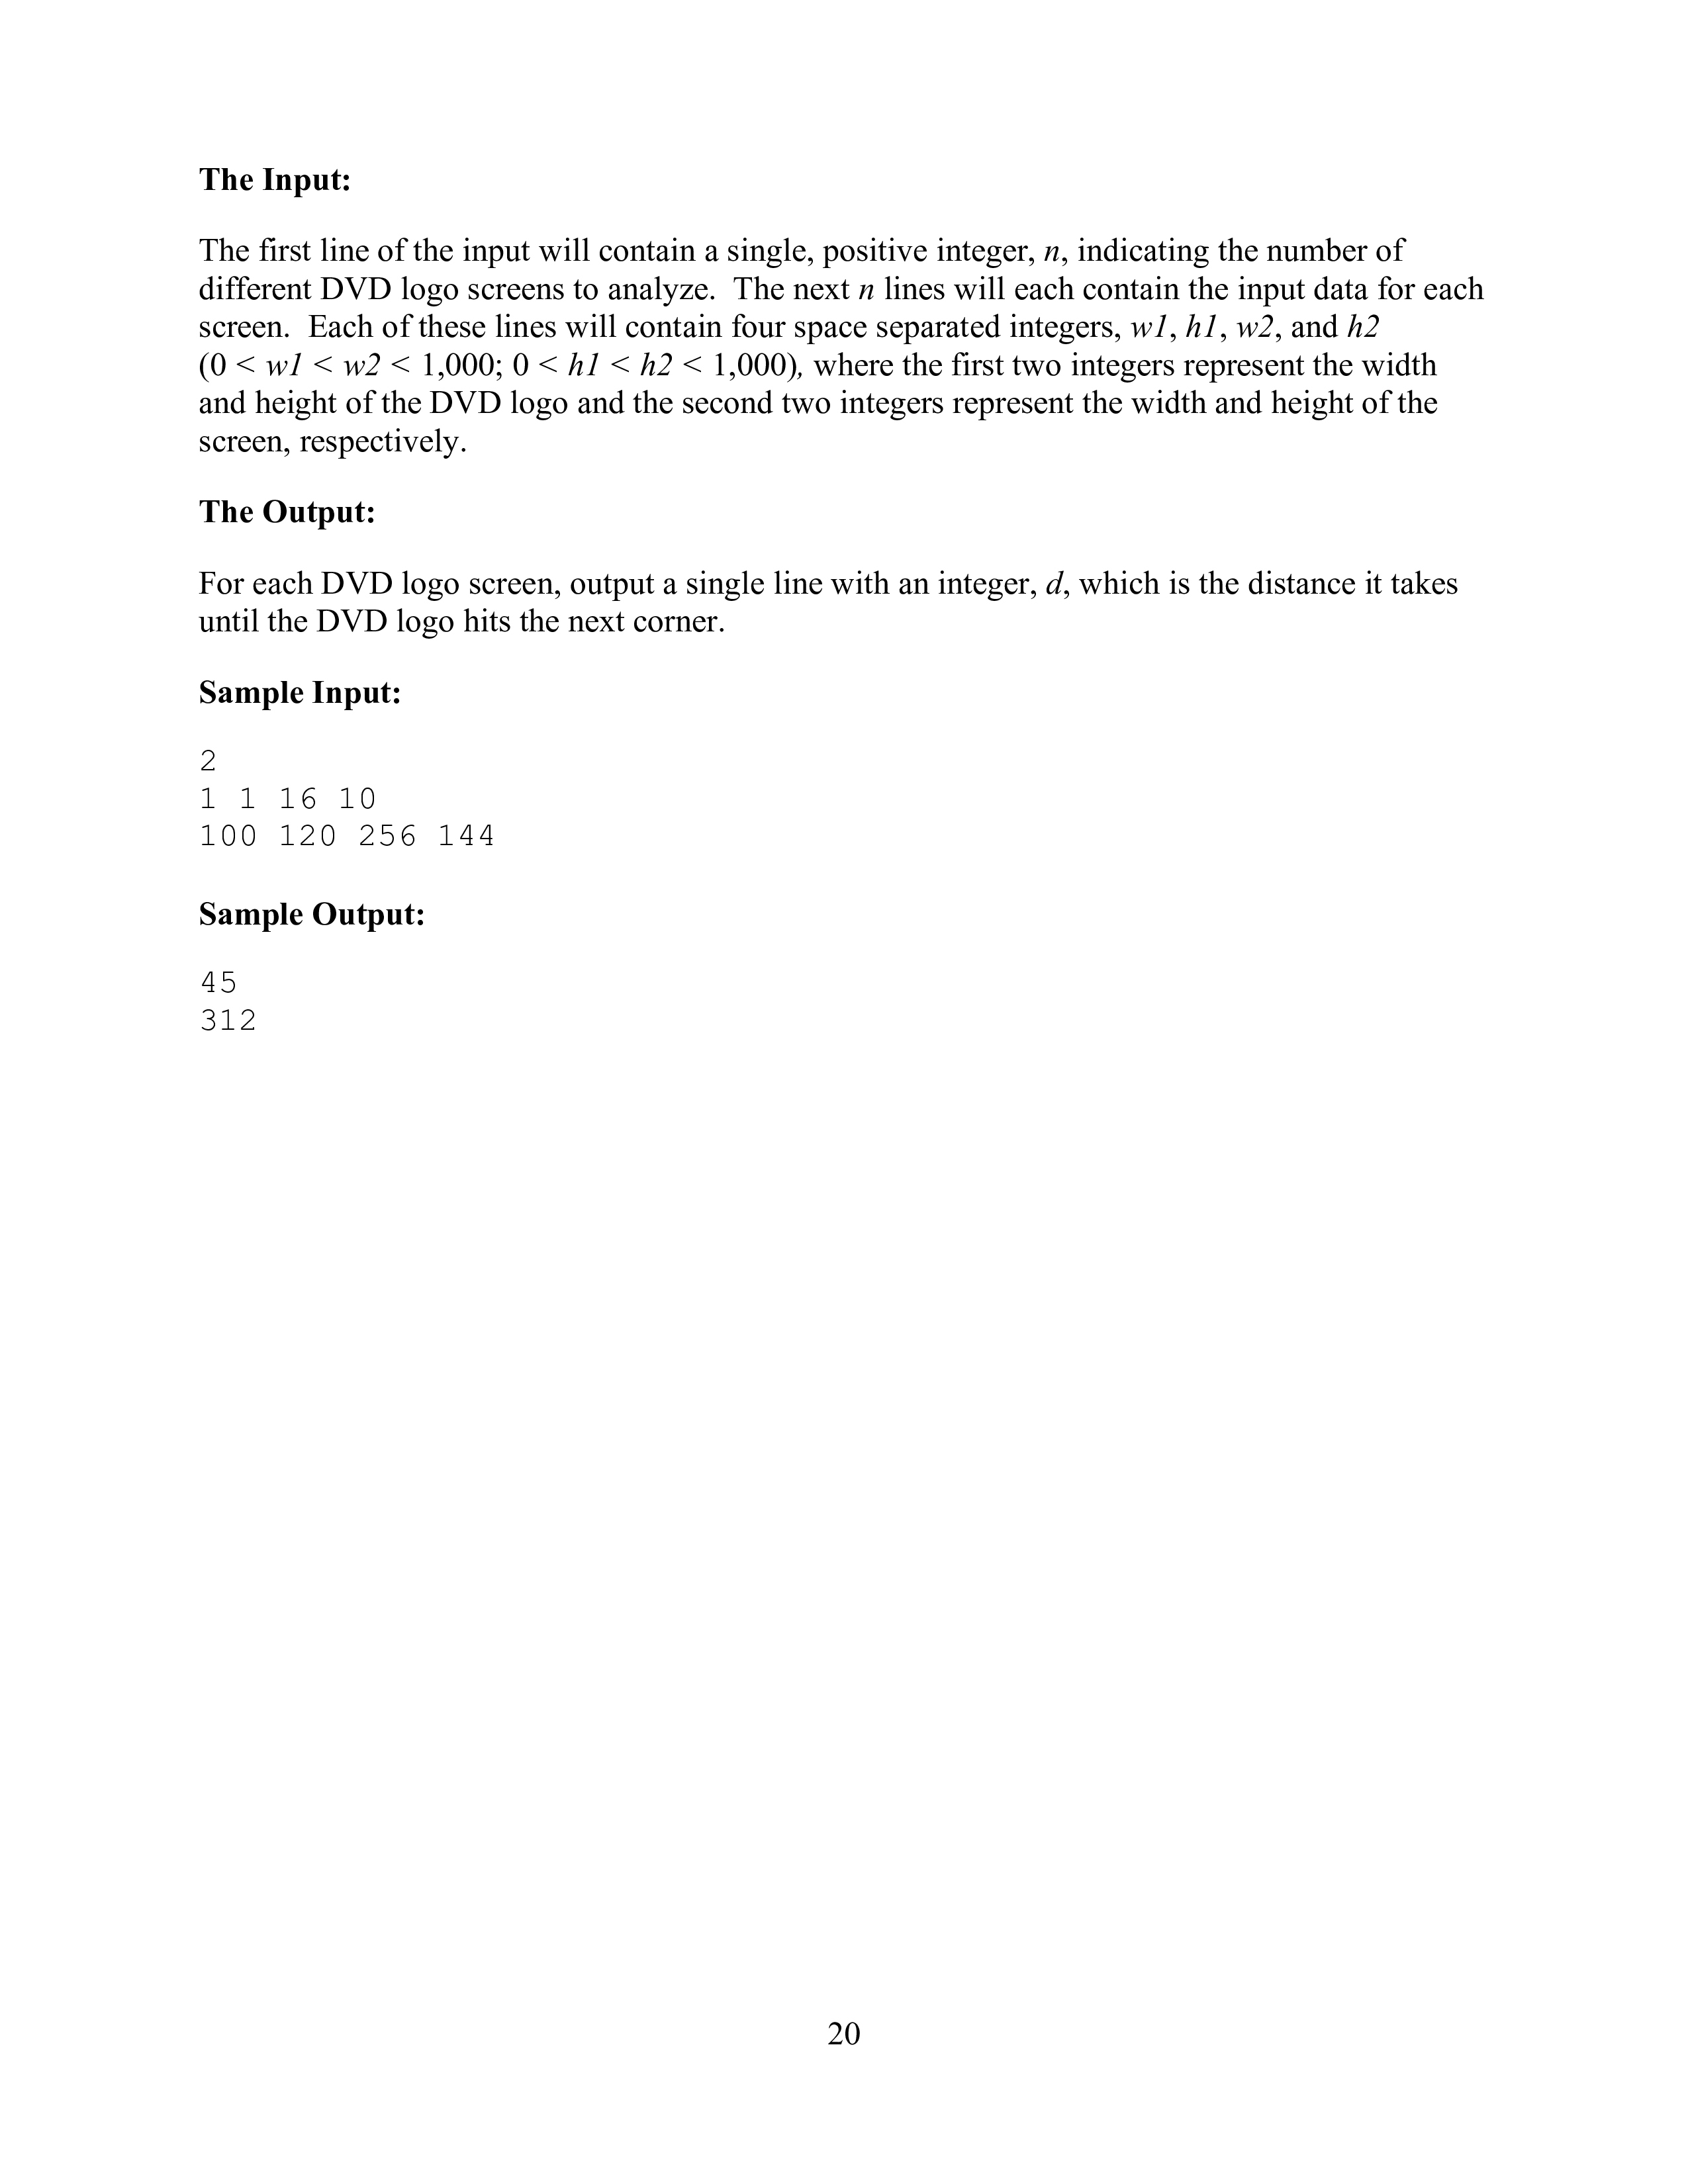 The Input:
The first line of the input will contain a single, positive integer, n, indicating the number of
different DVD logo screens to analyze.  The next n lines will each contain the input data for each
screen.  Each of these lines will contain four space separated integers, w1, h1, w2, and h2
(0 < w1 < w2 < 1,000; 0 < h1 < h2 < 1,000), where the first two integers represent the width
and height of the DVD logo and the second two integers represent the width and height of the
screen, respectively.
The Output:
For each DVD logo screen, output a single line with an integer, d, which is the distance it takes
until the DVD logo hits the next corner.
Sample Input:
2
1 1 16 10
100 120 256 144
Sample Output:
45
312
20